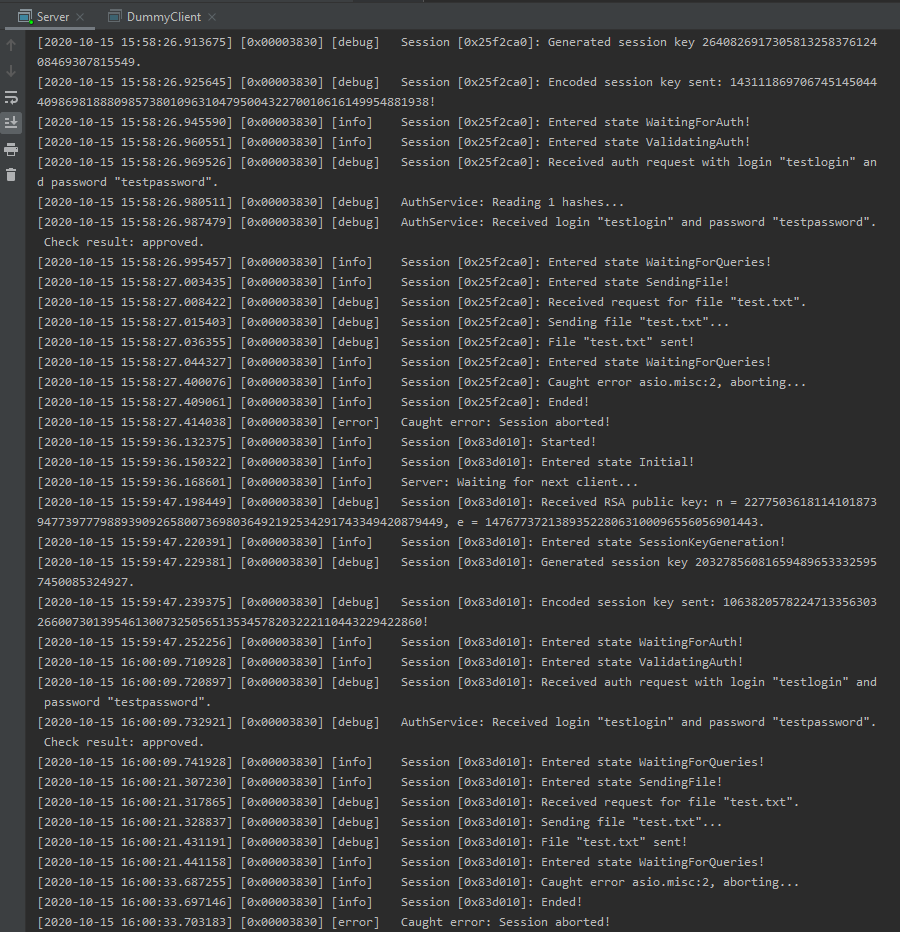 Server
DummyClient
[2020-10-15 15:58:26.913675] [0x00003830] [debug]   Session [0x25f2ca0]: Generated session key 2640826917305813258376124
08469307815549.
[2020-10-15 15:58:26.925645] [0x00003830] [debug]   Session [0x25f2ca0]: Encoded session key sent: 143111869706745145044
40986981888098573801096310479500432270010616149954881938!
[2020-10-15 15:58:26.945590] [0x00003830] [info]    Session [0x25f2ca0]: Entered state WaitingForAuth!
[2020-10-15 15:58:26.960551] [0x00003830] [info]    Session [0x25f2ca0]: Entered state ValidatingAuth!
[2020-10-15 15:58:26.969526] [0x00003830] [debug]   Session [0x25f2ca0]: Received auth request with login "testlogin" an
d password "testpassword".
[2020-10-15 15:58:26.980511] [0x00003830] [debug]   AuthService: Reading 1 hashes...
[2020-10-15 15:58:26.987479] [0x00003830] [debug]   AuthService: Received login "testlogin" and password "testpassword".
 Check result: approved.
[2020-10-15 15:58:26.995457] [0x00003830] [info]    Session [0x25f2ca0]: Entered state WaitingForQueries!
[2020-10-15 15:58:27.003435] [0x00003830] [info]    Session [0x25f2ca0]: Entered state SendingFile!
[2020-10-15 15:58:27.008422] [0x00003830] [debug]   Session [0x25f2ca0]: Received request for file "test.txt".
[2020-10-15 15:58:27.015403] [0x00003830] [debug]   Session [0x25f2ca0]: Sending file "test.txt"...
[2020-10-15 15:58:27.036355] [0x00003830] [debug]   Session [0x25f2ca0]: File "test.txt" sent!
[2020-10-15 15:58:27.044327] [0x00003830] [info]    Session [0x25f2ca0]: Entered state WaitingForQueries!
[2020-10-15 15:58:27.400076] [0x00003830] [info]    Session [0x25f2ca0]: Caught error asio.misc:2, aborting...
[2020-10-15 15:58:27.409061] [0x00003830] [info]    Session [0x25f2ca0]: Ended!
[2020-10-15 15:58:27.414038] [0x00003830] [error]   Caught error: Session aborted!
[2020-10-15 15:59:36.132375] [0x00003830] [info]    Session [0x83d010]: Started!
[2020-10-15 15:59:36.150322] [0x00003830] [info]    Session [0x83d010]: Entered state Initial!
[2020-10-15 15:59:36.168601] [0x00003830] [info]    Server: Waiting for next client...
[2020-10-15 15:59:47.198449] [0x00003830] [debug]   Session [0x83d010]: Received RSA public key: n = 2277503618114101873
94773977798893909265800736980364921925342917433494208​79449, e = 14767737213893522806310009655605690144​3.
[2020-10-15 15:59:47.220391] [0x00003830] [info]    Session [0x83d010]: Entered state SessionKeyGeneration!
[2020-10-15 15:59:47.229381] [0x00003830] [debug]   Session [0x83d010]: Generated session key 20327856081659489653332595
7450085324927.
[2020-10-15 15:59:47.239375] [0x00003830] [debug]   Session [0x83d010]: Encoded session key sent: 1063820578224713356303
2660073013954613007325056513534578203222110443229422860!
[2020-10-15 15:59:47.252256] [0x00003830] [info]    Session [0x83d010]: Entered state WaitingForAuth!
[2020-10-15 16:00:09.710928] [0x00003830] [info]    Session [0x83d010]: Entered state ValidatingAuth!
[2020-10-15 16:00:09.720897] [0x00003830] [debug]   Session [0x83d010]: Received auth request with login "testlogin" and
 password "testpassword".
[2020-10-15 16:00:09.732921] [0x00003830] [debug]   AuthService: Received login "testlogin" and password "testpassword".
 Check result: approved.
[2020-10-15 16:00:09.741928] [0x00003830] [info]    Session [0x83d010]: Entered state WaitingForQueries!
[2020-10-15 16:00:21.307230] [0x00003830] [info]    Session [0x83d010]: Entered state SendingFile!
[2020-10-15 16:00:21.317865] [0x00003830] [debug]   Session [0x83d010]: Received request for file "test.txt".
[2020-10-15 16:00:21.328837] [0x00003830] [debug]   Session [0x83d010]: Sending file "test.txt"...
[2020-10-15 16:00:21.431191] [0x00003830] [debug]   Session [0x83d010]: File "test.txt" sent!
[2020-10-15 16:00:21.441158] [0x00003830] [info]    Session [0x83d010]: Entered state WaitingForQueries!
[2020-10-15 16:00:33.687255] [0x00003830] [info]    Session [0x83d010]: Caught error asio.misc:2, aborting...
[2020-10-15 16:00:33.697146] [0x00003830] [info]    Session [0x83d010]: Ended!
[2020-10-15 16:00:33.703183] [0x00003830] [error]   Caught error: Session aborted!